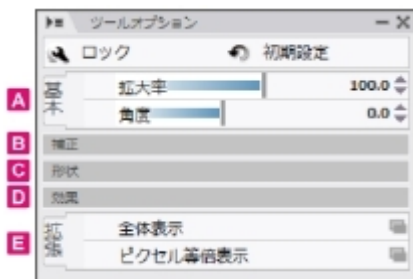 ツールオプション
ロック 初期設定
A 基本 拡大率 100.0
角度 0.0
B 補正
C 形状
D 効果
E 拡張 全体表示
ピクセル等倍表示